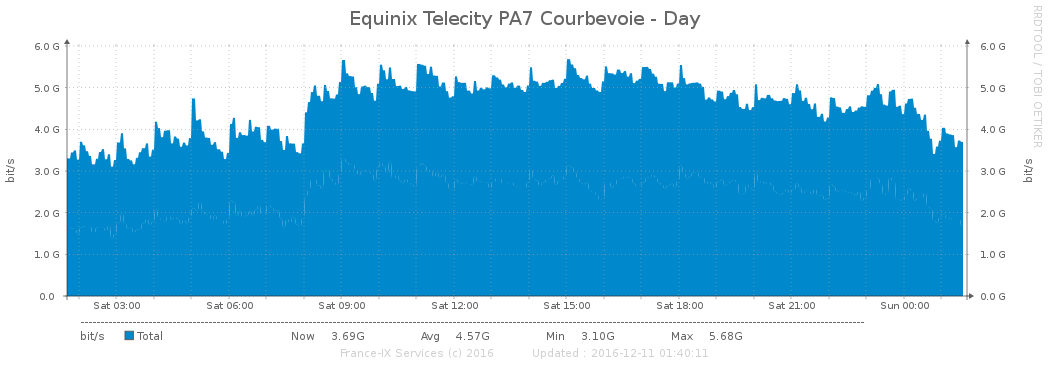 Equinix Telecity PA7 Courbevoie - Day
RRDTOOL / TOBI OETIKER
6.0 G 6.0 G
5.0 G 5.0 G
4.0 G 4.0 G
3.0 G 3.0 G
2.0 G 2.0 G
1.0 G 1.0 G
0.0 0.0 G
bit/s bit/s
Sat 03:00 Sat 06:00 Sat 09:00 Sat 12:00 Sat 15:00 Sat 18:00 Sat 21:00 Sun 00:00
bit/s Total Now 3.69G Avg 4.57G Min 3.10G Max 5.68G
France-IX Services (c) 2016 Updated : 2016-12-11 01:40:11